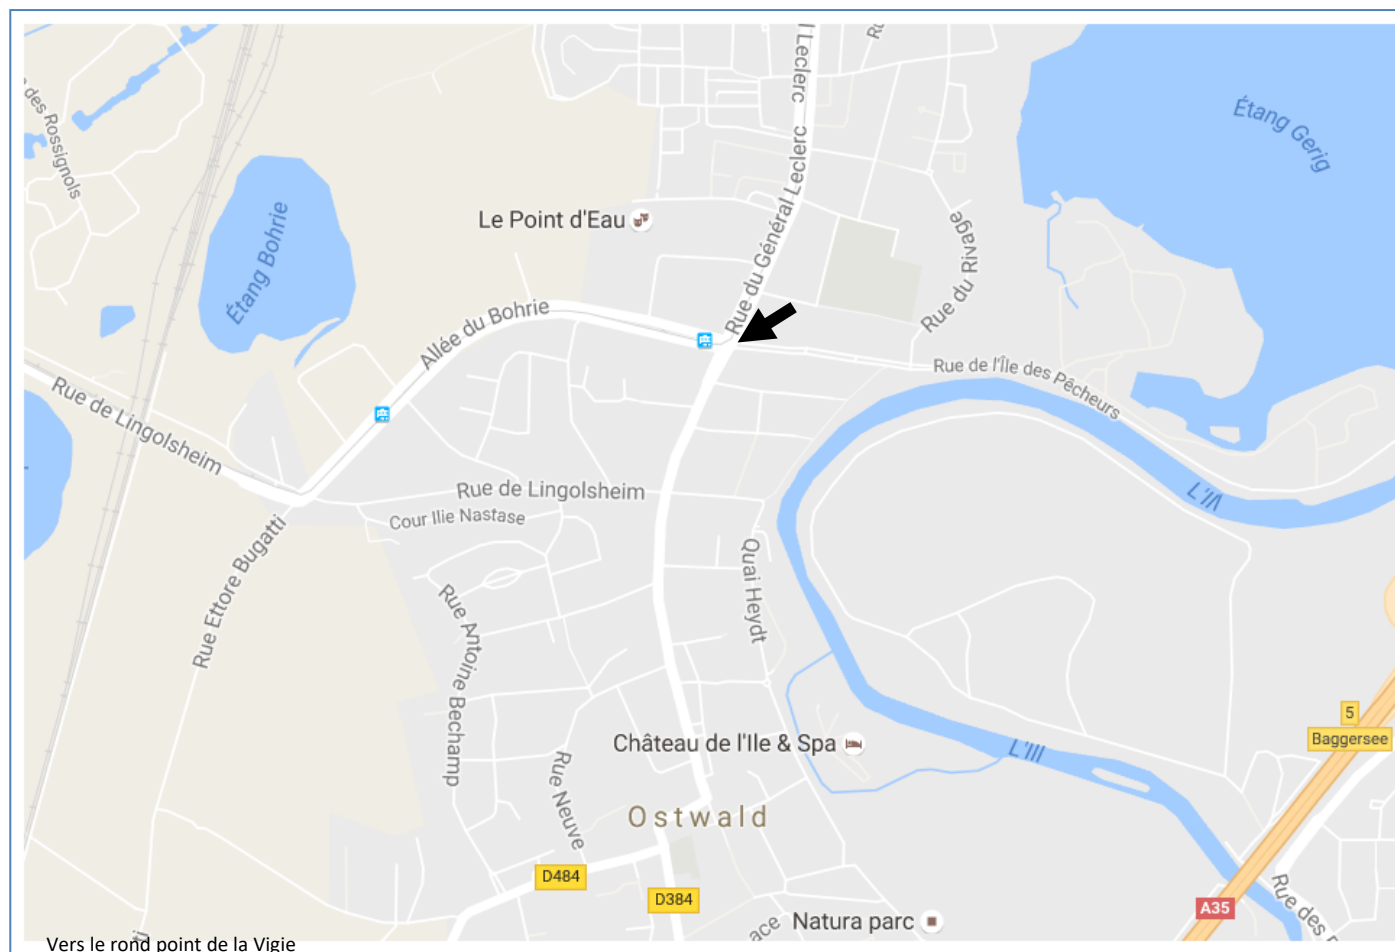 l Leclerc
Rue du Général Leclerc
des Rossignols
Étang Gerig
Étang Bohrie
Le Point d'Eau
Rue du Rivage
Allée du Bohrie
Rue de l'Île des Pêcheurs
Rue de Lingolsheim
Rue de Lingolsheim
L'Ill
Cour Ilie Nastase
Rue Ettore Bugatti
Quai Heydt
Rue Antoine Bechamp
5
Baggersee
Château de l'Ile & Spa
L'Ill
Rue Neuve
Ostwald
D484
D384
A35
Rue des
Natura parc
ace
Vers le rond point de la Vigie